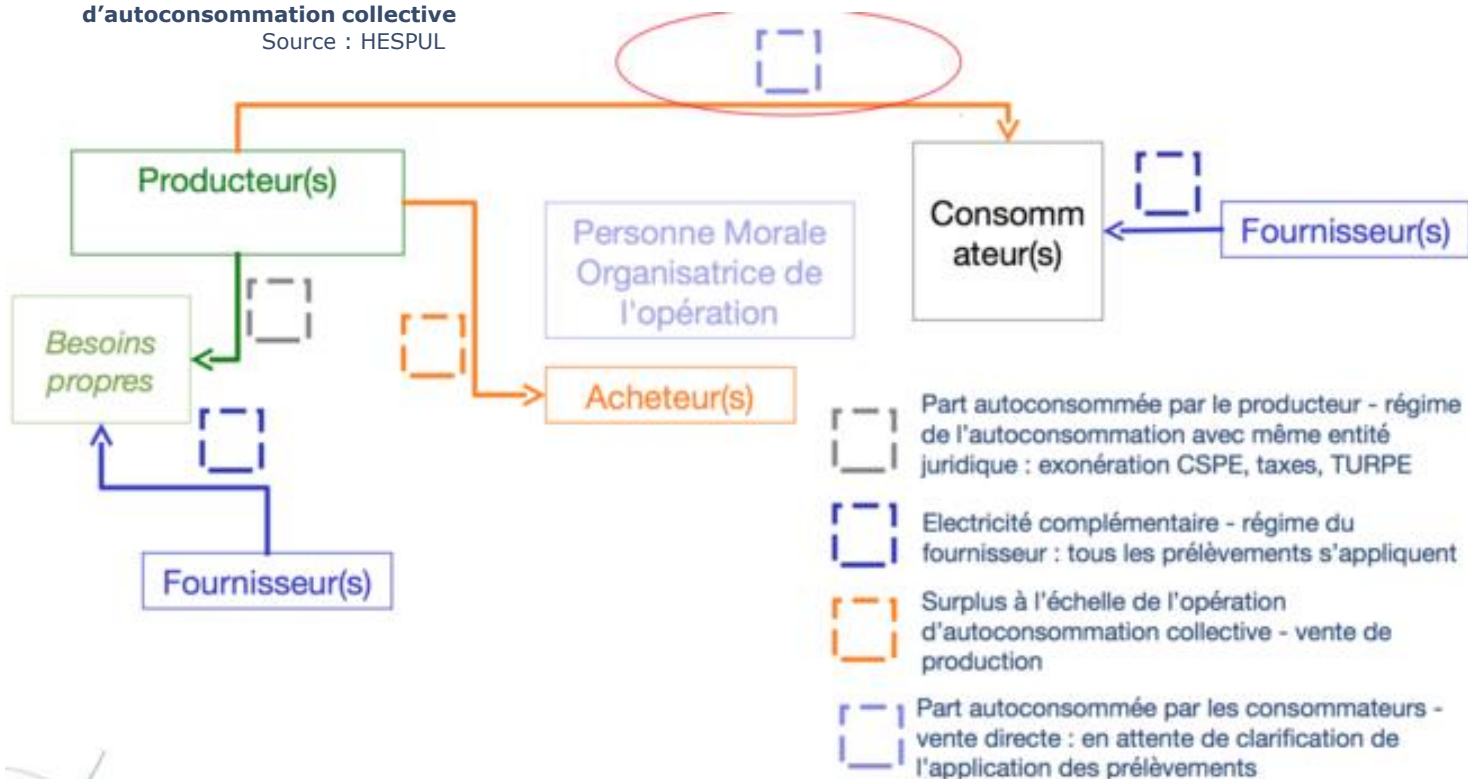 d’autoconsommation collective
Source : HESPUL
Producteur(s)
Personne Morale
Organisatrice de
l'opération
Consomm
ateur(s)
Fournisseur(s)
Besoins
propres
Acheteur(s)
Fournisseur(s)
Part autoconsommée par le producteur - régime
de l’autoconsommation avec même entité
juridique : exonération CSPE, taxes, TURPE
Electricité complémentaire - régime du
fournisseur : tous les prélèvements s’appliquent
Surplus à l’échelle de l’opération
d’autoconsommation collective - vente de
production
Part autoconsommée par les consommateurs -
vente directe : en attente de clarification de
l'application des prélèvements